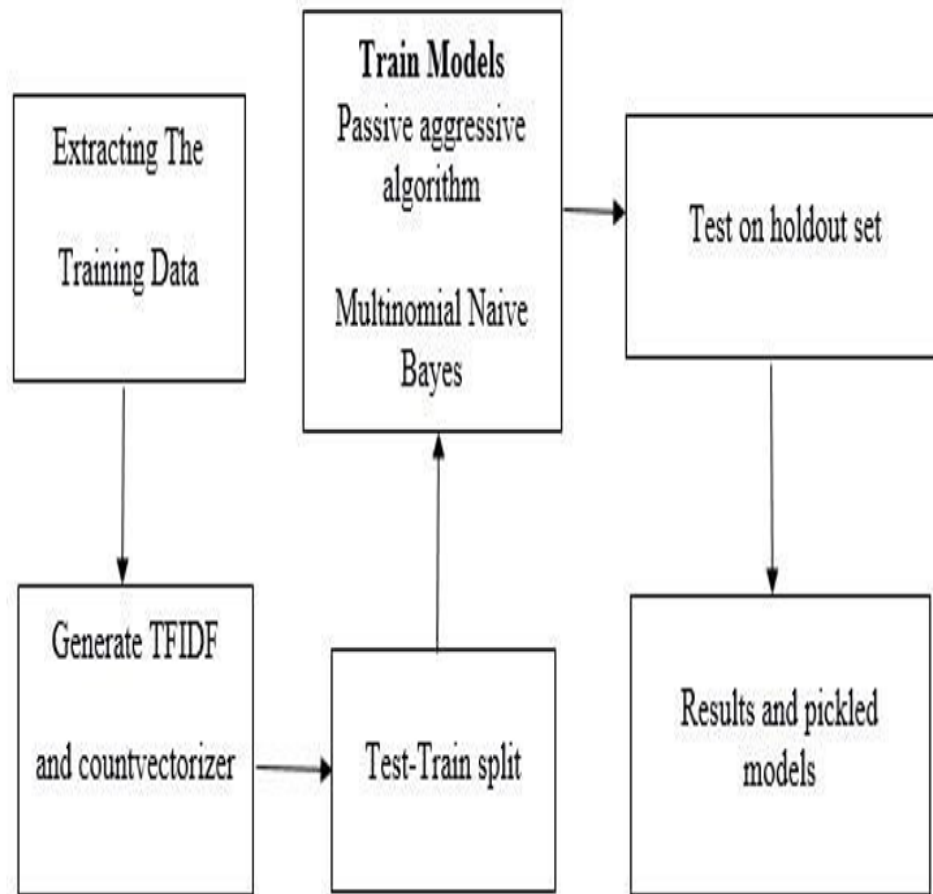 Extracting The
Training Data
Generate TFIDF
and countvectorizer
Test-Train split
Train Models
Passive aggressive
algorithm
Multinomial Naive
Bayes
Test on holdout set
Results and pickled
models